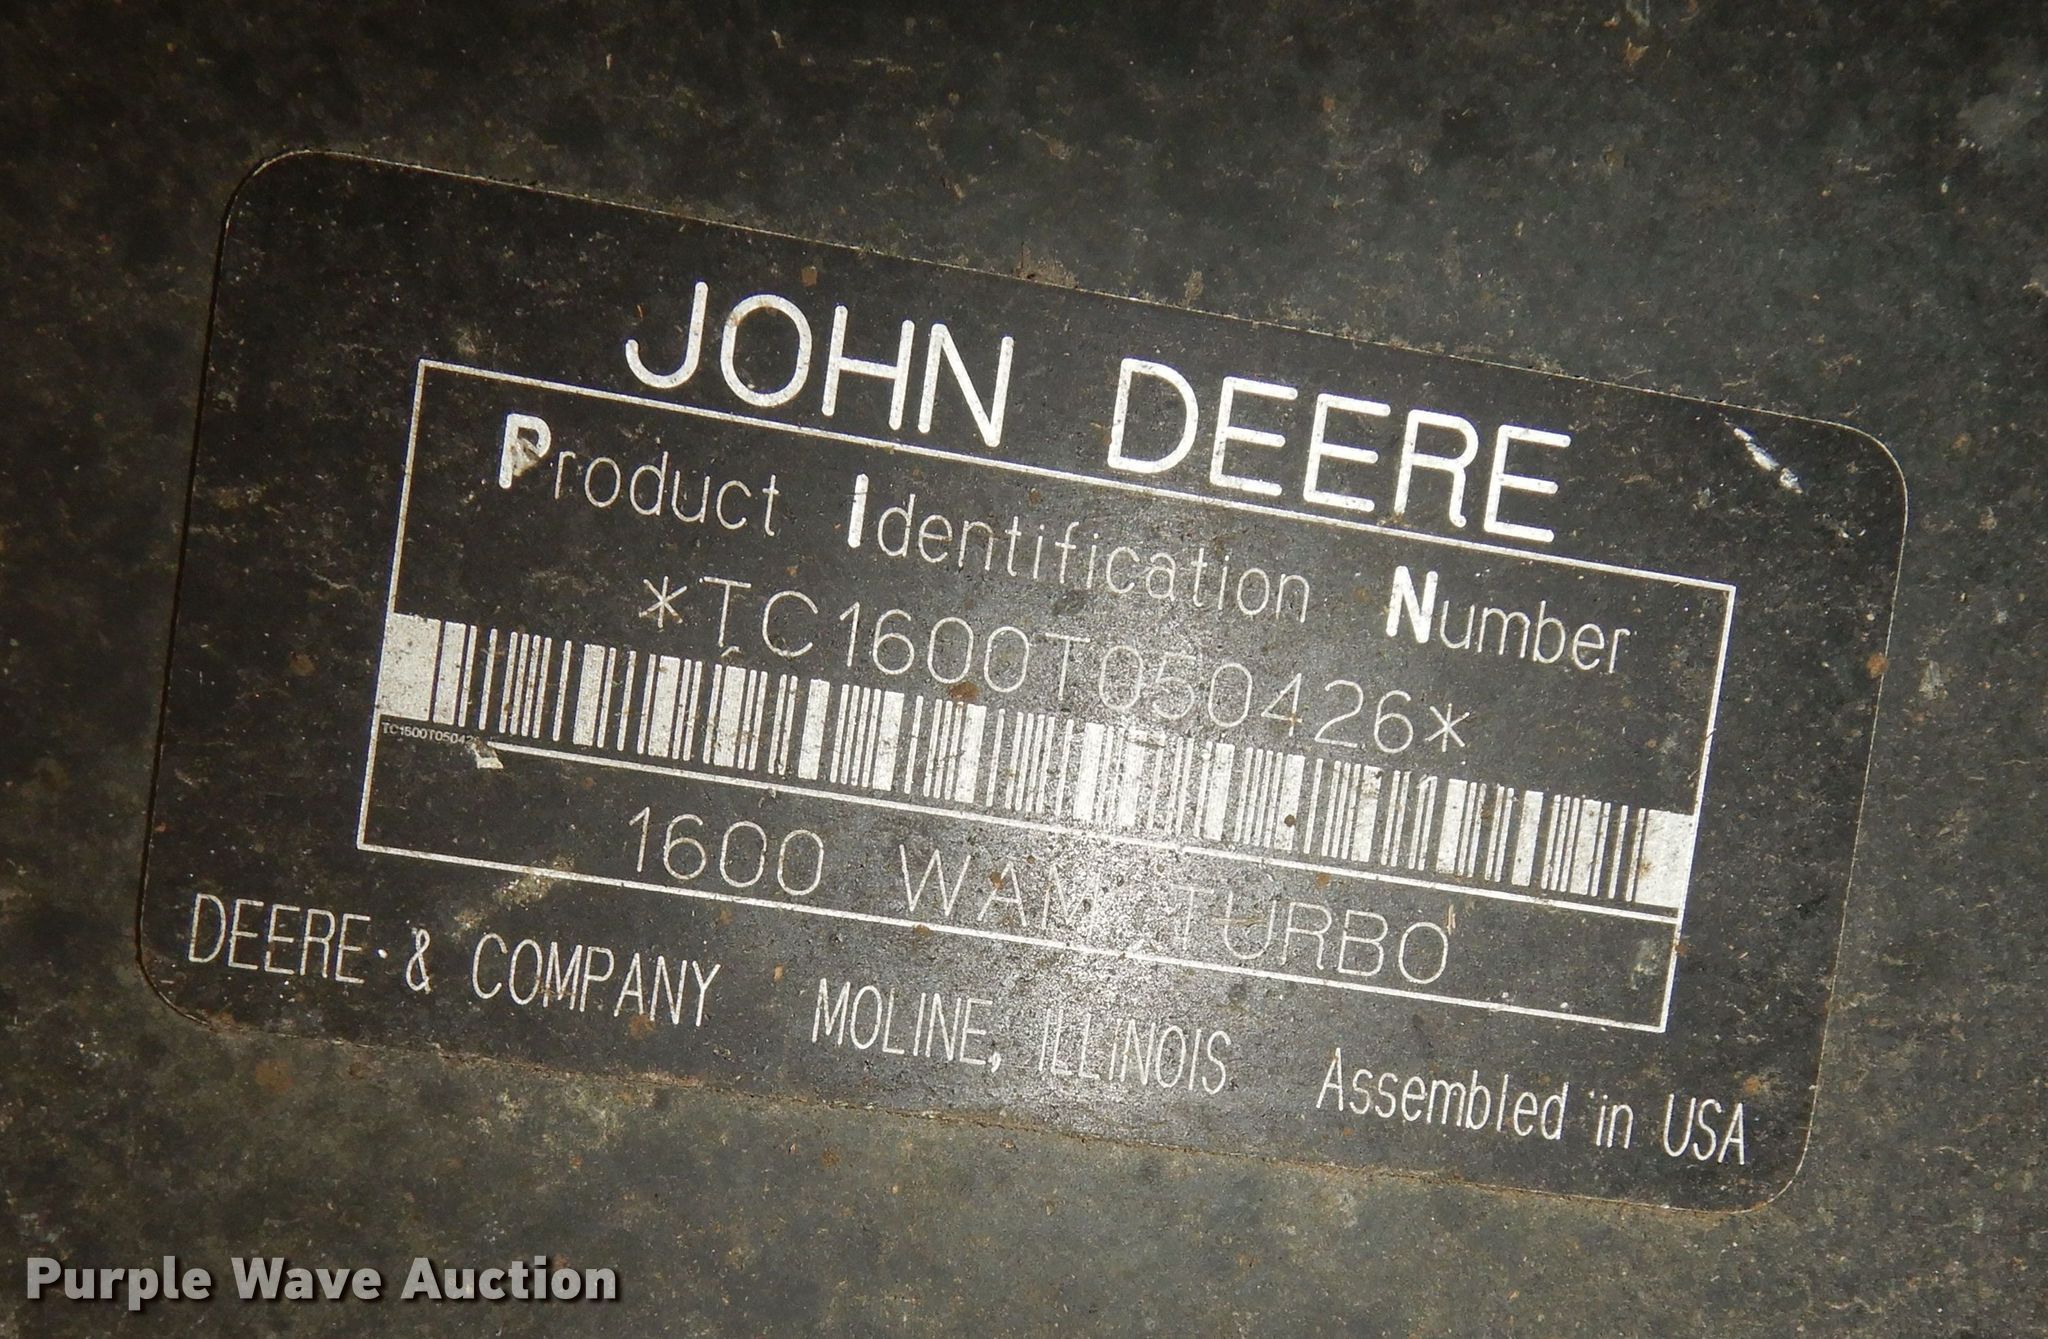 JOHN DEERE
Product Identification Number
*TC1600T050426*
TC1600T05042
1600 WAM TURBO
DEERE & COMPANY MOLINE, ILLINOIS Assembled in USA
Purple Wave Auction